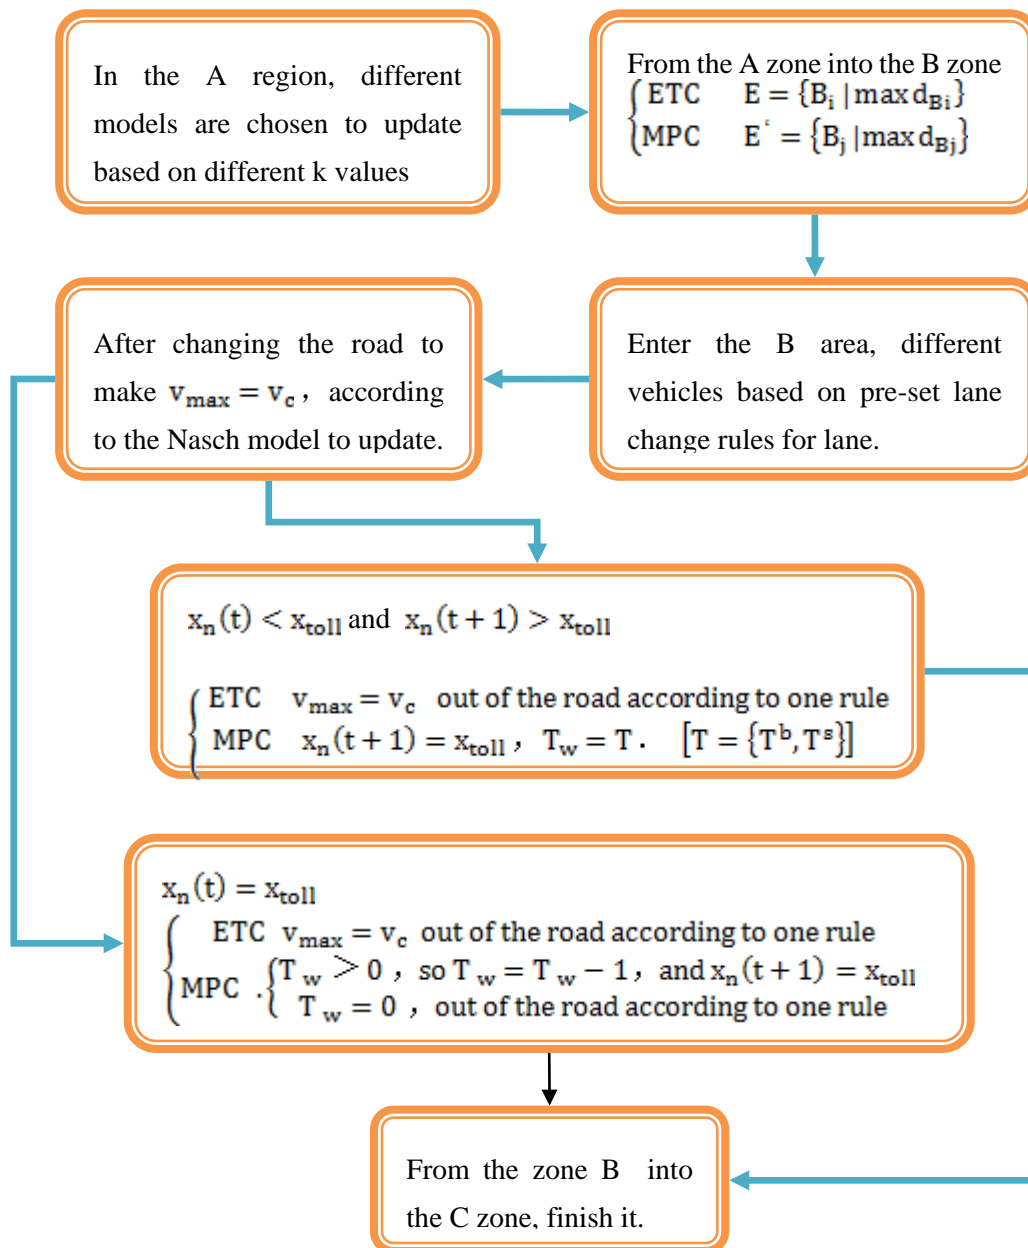 In the A region, different
models are chosen to update
based on different k values
From the A zone into the B zone
{ ETC E = {B_i | max d_{Bi}}
{ MPC E‘ = {B_j | max d_{Bj}}
After changing the road to
make v_max = v_c, according
to the Nasch model to update.
Enter the B area, different
vehicles based on pre-set lane
change rules for lane.
x_n(t) < x_toll and x_n(t + 1) > x_toll
{ ETC v_max = v_c out of the road according to one rule
{ MPC x_n(t + 1) = x_toll, T_w = T. [T = {T^b, T^s}]
x_n(t) = x_toll
{ ETC v_max = v_c out of the road according to one rule
{ MPC . { T_w > 0, so T_w = T_w − 1, and x_n(t + 1) = x_toll
{ T_w = 0, out of the road according to one rule
From the zone B into
the C zone, finish it.